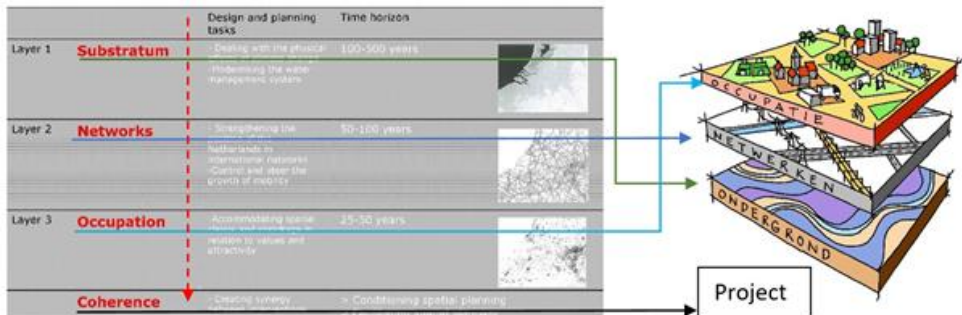 Design and planning
tasks
Time horizon
Layer 1
Substratum
- Dealing with the physical
100-500 years
- Modernising the water
management system
Layer 2
Networks
- Strengthening the
50-100 years
Netherlands in
international networks
-Control and steer the
growth of mobility
Layer 3
Occupation
- Accommodating spatial
25-50 years
relation to values and
attractivity
Coherence
- Creating synergy
> Conditioning spatial planning
OCCUPATIE
NETWERKEN
ONDERGROND
Project